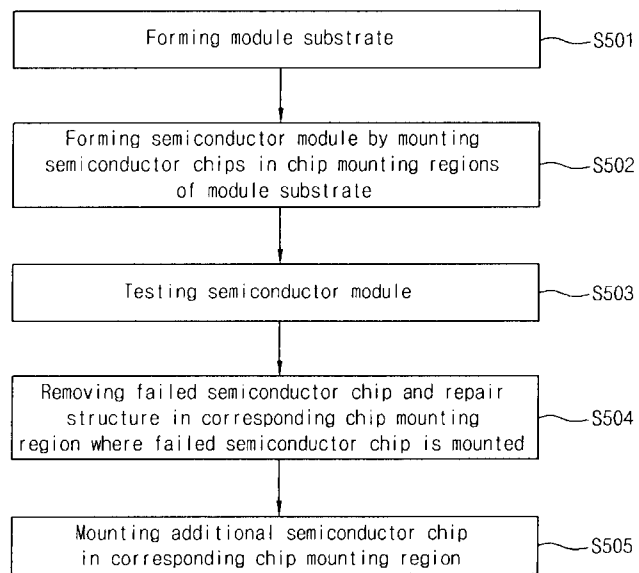 Forming module substrate
S501
Forming semiconductor module by mounting
semiconductor chips in chip mounting regions
of module substrate
S502
Testing semiconductor module
S503
Removing failed semiconductor chip and repair
structure in corresponding chip mounting
region where failed semiconductor chip is mounted
S504
Mounting additional semiconductor chip
in corresponding chip mounting region
S505